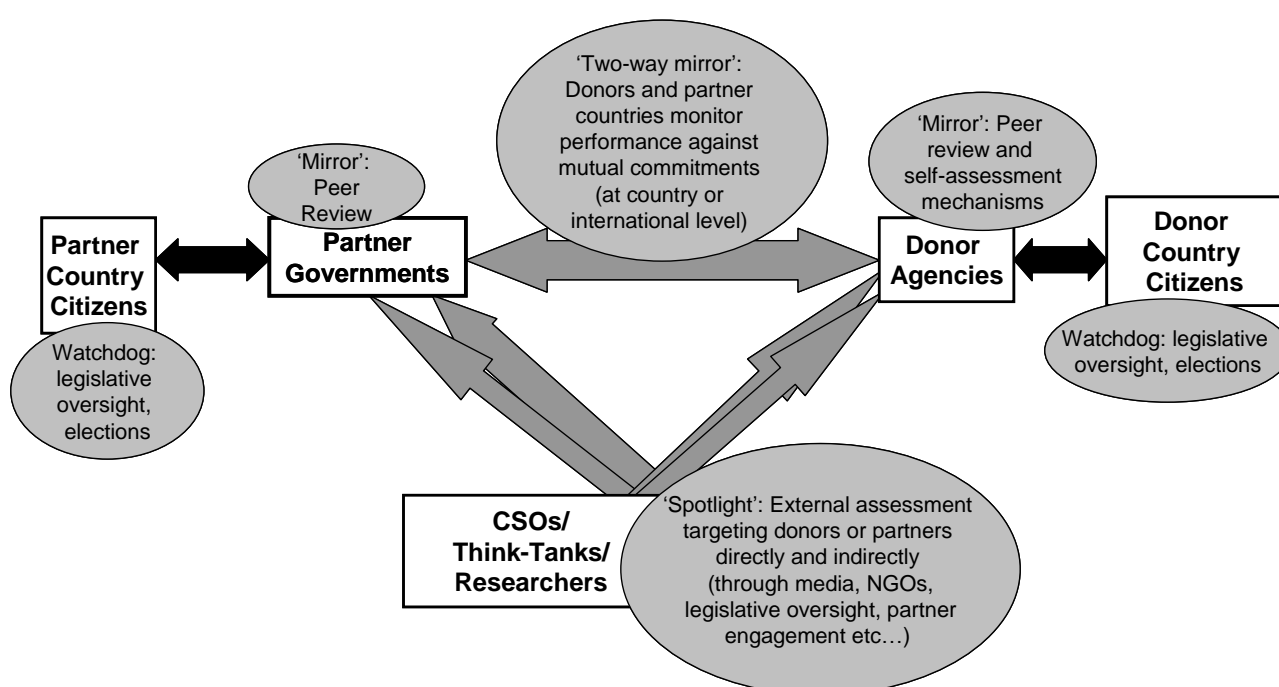 ‘Two-way mirror’:
Donors and partner
countries monitor
performance against
mutual commitments
(at country or
international level)
‘Mirror’: Peer
review and
self-assessment
mechanisms
‘Mirror’:
Peer
Review
Partner
Country
Citizens
Partner
Governments
Donor
Agencies
Donor
Country
Citizens
Watchdog:
legislative
oversight,
elections
Watchdog: legislative
oversight, elections
CSOs/
Think-Tanks/
Researchers
‘Spotlight’: External assessment
targeting donors or partners
directly and indirectly
(through media, NGOs,
legislative oversight, partner
engagement etc…)